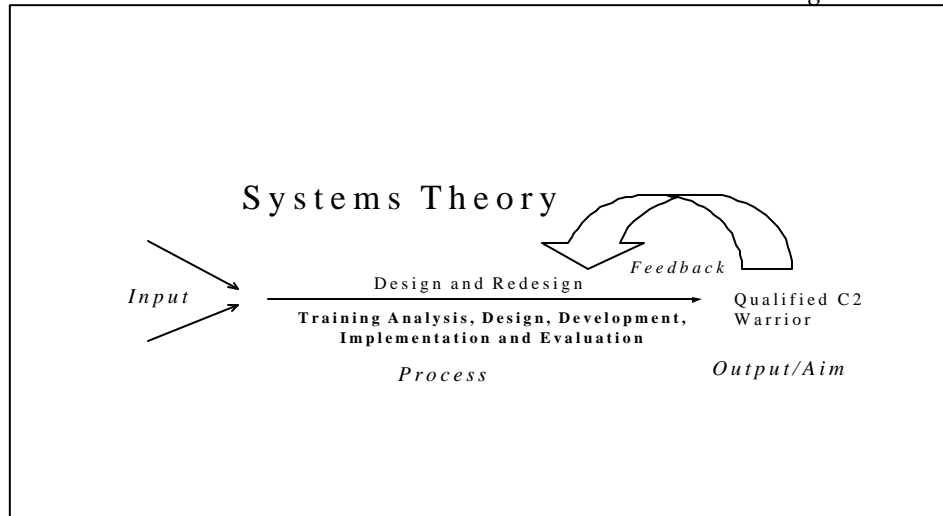 Systems Theory
Feedback
Input
Design and Redesign
Qualified C2
Warrior
Training Analysis, Design, Development,
Implementation and Evaluation
Process
Output/Aim